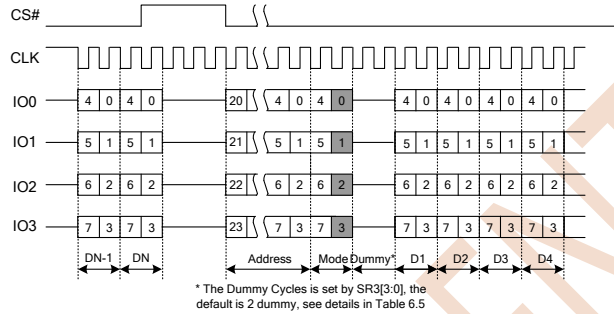 CS#
CLK
IO0 4 0 4 0 20 4 0 4 0 4 0 4 0 4 0 4 0
IO1 5 1 5 1 21 5 1 5 1 5 1 5 1 5 1 5 1
IO2 6 2 6 2 22 6 2 6 2 6 2 6 2 6 2 6 2
IO3 7 3 7 3 23 7 3 7 3 7 3 7 3 7 3 7 3
DN-1 DN Address Mode Dummy* D1 D2 D3 D4
* The Dummy Cycles is set by SR3[3:0], the
default is 2 dummy, see details in Table 6.5